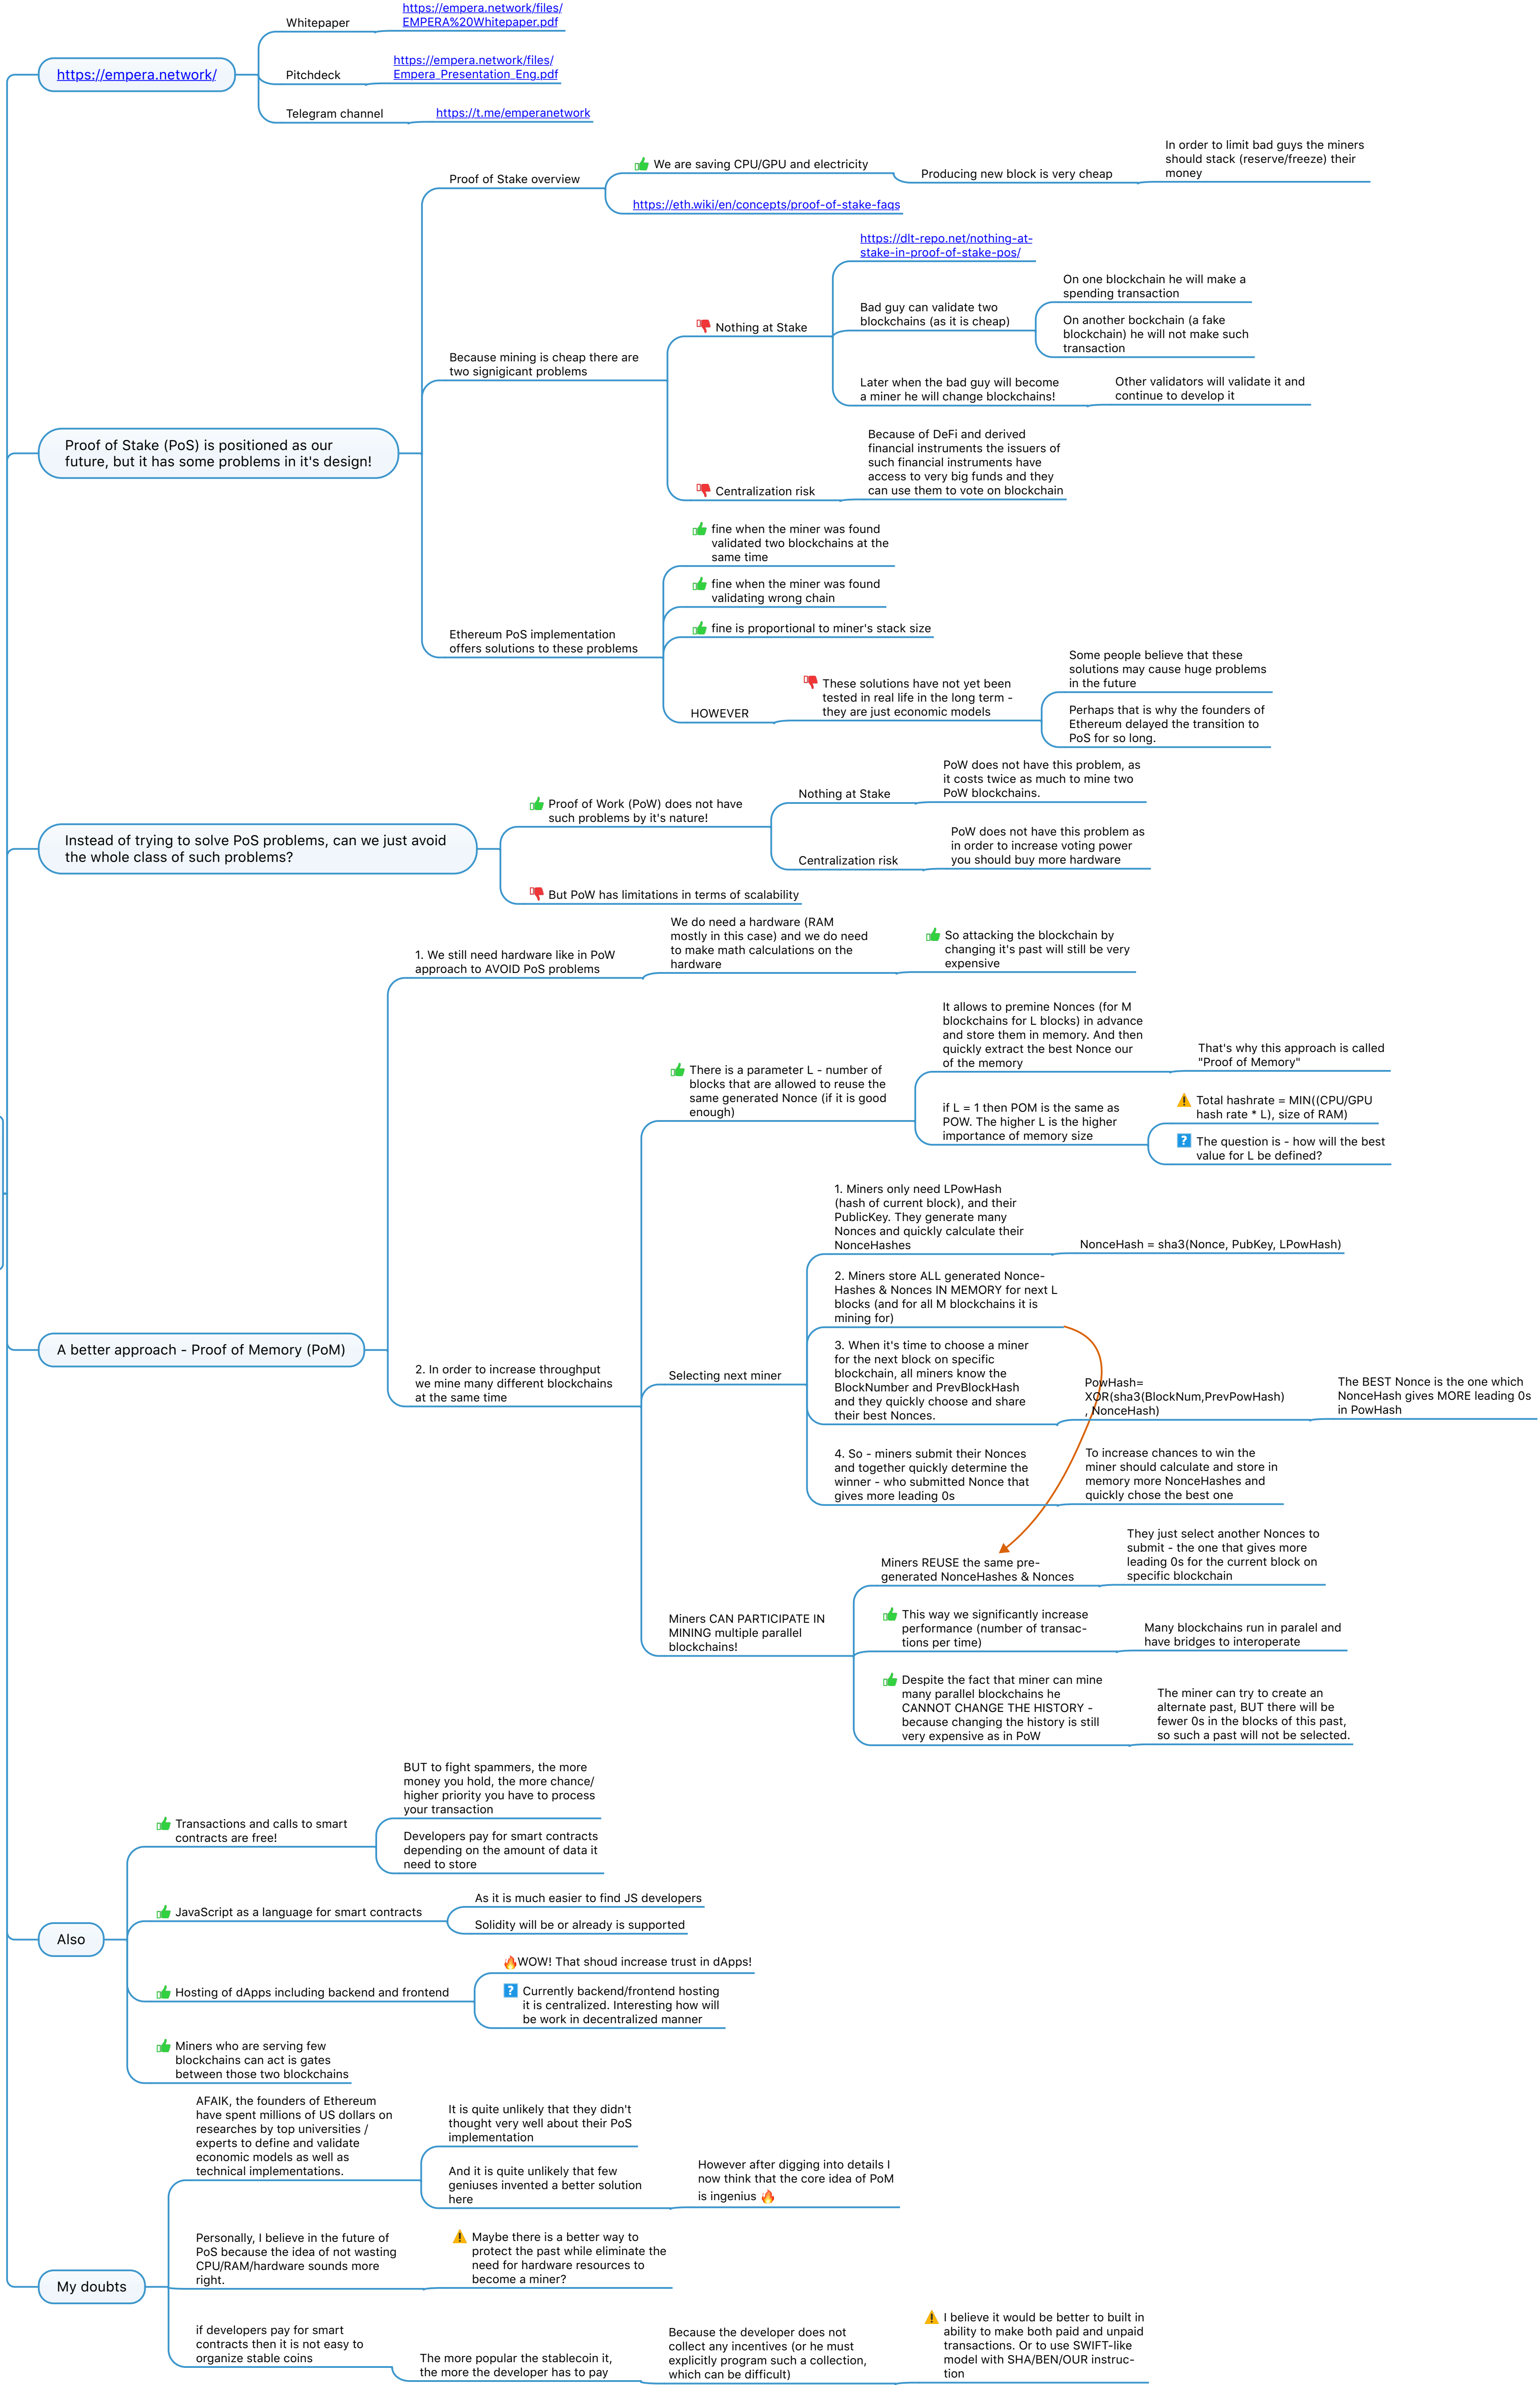 https://empera.network/
Whitepaper
https://empera.network/files/
EMPERA%20Whitepaper.pdf
Pitchdeck
https://empera.network/files/
Empera_Presentation_Eng.pdf
Telegram channel
https://t.me/emperanetwork
Proof of Stake (PoS) is positioned as our
future, but it has some problems in it's design!
Proof of Stake overview
We are saving CPU/GPU and electricity
Producing new block is very cheap
In order to limit bad guys the miners
should stack (reserve/freeze) their
money
https://eth.wiki/en/concepts/proof-of-stake-faqs
Because mining is cheap there are
two signigicant problems
Nothing at Stake
https://dlt-repo.net/nothing-at-
stake-in-proof-of-stake-pos/
Bad guy can validate two
blockchains (as it is cheap)
On one blockchain he will make a
spending transaction
On another bockchain (a fake
blockchain) he will not make such
transaction
Later when the bad guy will become
a miner he will change blockchains!
Other validators will validate it and
continue to develop it
Centralization risk
Because of DeFi and derived
financial instruments the issuers of
such financial instruments have
access to very big funds and they
can use them to vote on blockchain
Ethereum PoS implementation
offers solutions to these problems
fine when the miner was found
validated two blockchains at the
same time
fine when the miner was found
validating wrong chain
fine is proportional to miner's stack size
HOWEVER
These solutions have not yet been
tested in real life in the long term -
they are just economic models
Some people believe that these
solutions may cause huge problems
in the future
Perhaps that is why the founders of
Ethereum delayed the transition to
PoS for so long.
Instead of trying to solve PoS problems, can we just avoid
the whole class of such problems?
Proof of Work (PoW) does not have
such problems by it's nature!
Nothing at Stake
PoW does not have this problem, as
it costs twice as much to mine two
PoW blockchains.
Centralization risk
PoW does not have this problem as
in order to increase voting power
you should buy more hardware
But PoW has limitations in terms of scalability
A better approach - Proof of Memory (PoM)
1. We still need hardware like in PoW
approach to AVOID PoS problems
We do need a hardware (RAM
mostly in this case) and we do need
to make math calculations on the
hardware
So attacking the blockchain by
changing it's past will still be very
expensive
2. In order to increase throughput
we mine many different blockchains
at the same time
There is a parameter L - number of
blocks that are allowed to reuse the
same generated Nonce (if it is good
enough)
It allows to premine Nonces (for M
blockchains for L blocks) in advance
and store them in memory. And then
quickly extract the best Nonce our
of the memory
That's why this approach is called
"Proof of Memory"
if L = 1 then POM is the same as
POW. The higher L is the higher
importance of memory size
Total hashrate = MIN((CPU/GPU
hash rate * L), size of RAM)
The question is - how will the best
value for L be defined?
Selecting next miner
1. Miners only need LPowHash
(hash of current block), and their
PublicKey. They generate many
Nonces and quickly calculate their
NonceHashes
NonceHash = sha3(Nonce, PubKey, LPowHash)
2. Miners store ALL generated Nonce-
Hashes & Nonces IN MEMORY for next L
blocks (and for all M blockchains it is
mining for)
3. When it's time to choose a miner
for the next block on specific
blockchain, all miners know the
BlockNumber and PrevBlockHash
and they quickly choose and share
their best Nonces.
PowHash=
XOR(sha3(BlockNum,PrevPowHash)
, NonceHash)
The BEST Nonce is the one which
NonceHash gives MORE leading 0s
in PowHash
4. So - miners submit their Nonces
and together quickly determine the
winner - who submitted Nonce that
gives more leading 0s
To increase chances to win the
miner should calculate and store in
memory more NonceHashes and
quickly chose the best one
Miners CAN PARTICIPATE IN
MINING multiple parallel
blockchains!
Miners REUSE the same pre-
generated NonceHashes & Nonces
They just select another Nonces to
submit - the one that gives more
leading 0s for the current block on
specific blockchain
This way we significantly increase
performance (number of transac-
tions per time)
Many blockchains run in paralel and
have bridges to interoperate
Despite the fact that miner can mine
many parallel blockchains he
CANNOT CHANGE THE HISTORY -
because changing the history is still
very expensive as in PoW
The miner can try to create an
alternate past, BUT there will be
fewer 0s in the blocks of this past,
so such a past will not be selected.
Also
Transactions and calls to smart
contracts are free!
BUT to fight spammers, the more
money you hold, the more chance/
higher priority you have to process
your transaction
Developers pay for smart contracts
depending on the amount of data it
need to store
JavaScript as a language for smart contracts
As it is much easier to find JS developers
Solidity will be or already is supported
Hosting of dApps including backend and frontend
WOW! That shoud increase trust in dApps!
Currently backend/frontend hosting
it is centralized. Interesting how will
be work in decentralized manner
Miners who are serving few
blockchains can act is gates
between those two blockchains
My doubts
AFAIK, the founders of Ethereum
have spent millions of US dollars on
researches by top universities /
experts to define and validate
economic models as well as
technical implementations.
It is quite unlikely that they didn't
thought very well about their PoS
implementation
And it is quite unlikely that few
geniuses invented a better solution
here
However after digging into details I
now think that the core idea of PoM
is ingenius
Personally, I believe in the future of
PoS because the idea of not wasting
CPU/RAM/hardware sounds more
right.
Maybe there is a better way to
protect the past while eliminate the
need for hardware resources to
become a miner?
if developers pay for smart
contracts then it is not easy to
organize stable coins
The more popular the stablecoin it,
the more the developer has to pay
Because the developer does not
collect any incentives (or he must
explicitly program such a collection,
which can be difficult)
I believe it would be better to built in
ability to make both paid and unpaid
transactions. Or to use SWIFT-like
model with SHA/BEN/OUR instruc-
tion